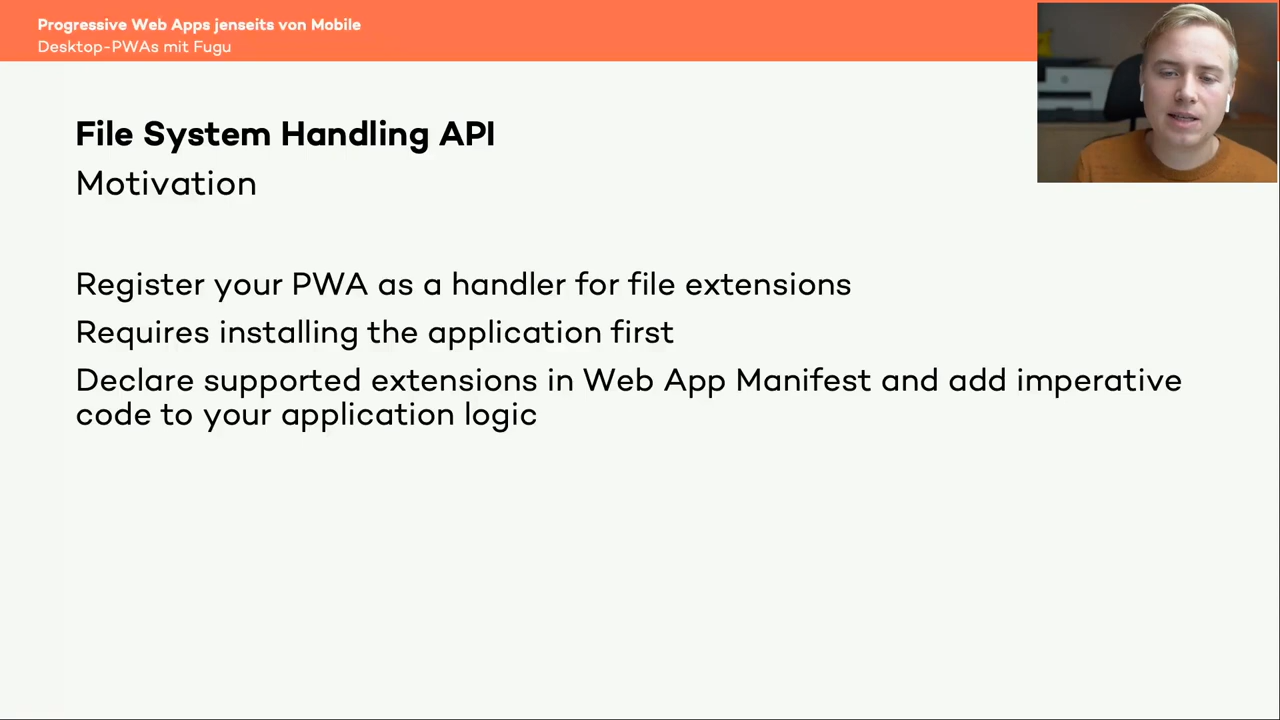 Progressive Web Apps jenseits von Mobile
Desktop-PWAs mit Fugu
File System Handling API
Motivation
Register your PWA as a handler for file extensions
Requires installing the application first
Declare supported extensions in Web App Manifest and add imperative
code to your application logic